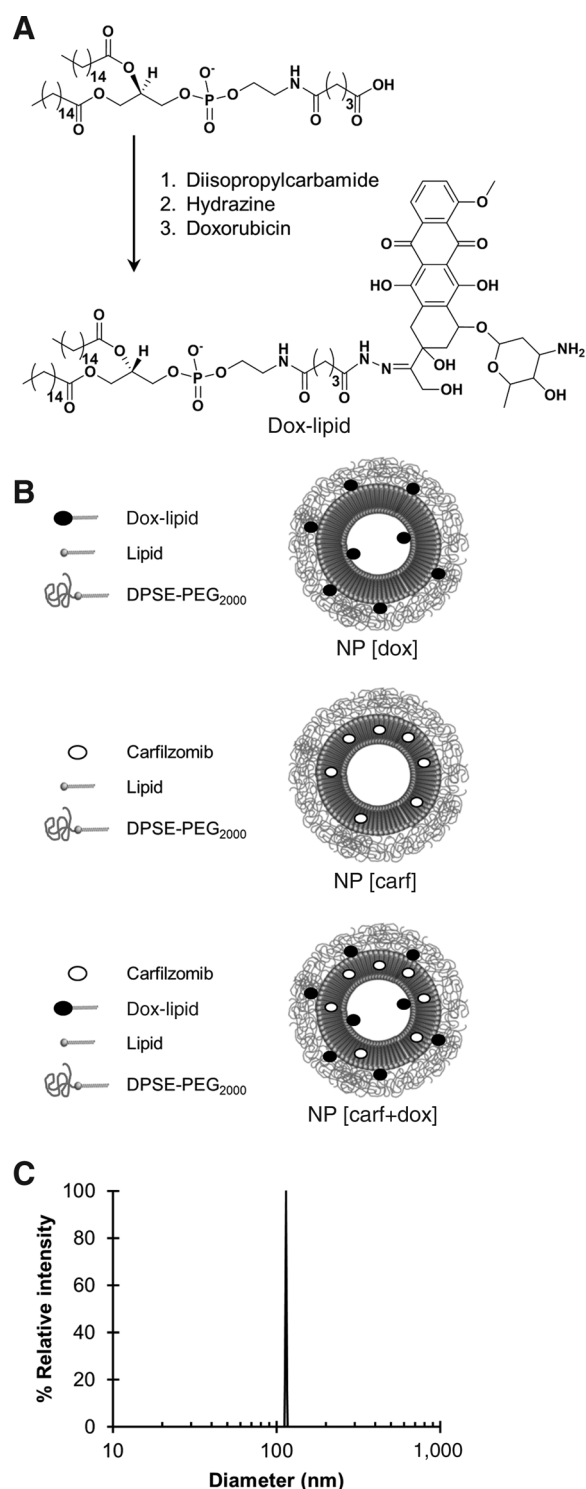 A
O
( )14
O
H
O
O-
H
N
( )3
OH
( )14
O
O
O
P
O
O
O
O
O
1. Diisopropylcarbamide
2. Hydrazine
3. Doxorubicin
O
O
O
HO
OH
O
O-
H
N
H
N
N
OH
O
NH2
( )14
O
H
( )3
O
( )14
O
O
O
P
O
O
O
O
OH
O
OH
Dox-lipid
B
Dox-lipid
Lipid
DPSE-PEG2000
NP [dox]
Carfilzomib
Lipid
DPSE-PEG2000
NP [carf]
Carfilzomib
Dox-lipid
Lipid
DPSE-PEG2000
NP [carf+dox]
C
% Relative intensity
100
80
60
40
20
0
10
100
1,000
Diameter (nm)